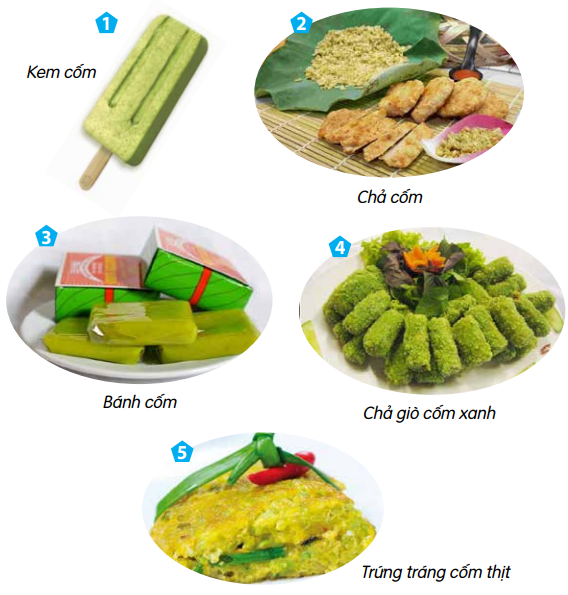 1
Kem cốm
2
Chả cốm
3
Bánh cốm
4
Chả giò cốm xanh
5
Trứng tráng cốm thịt